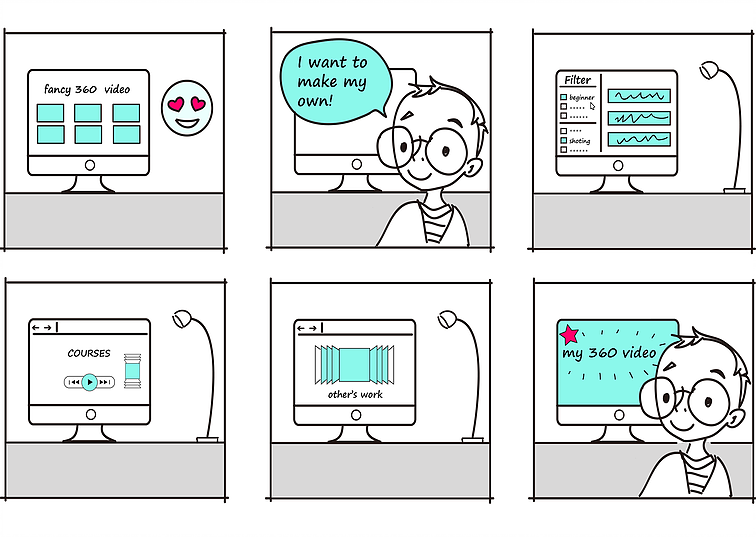 fancy 360 video
I want to
make my
own!
Filter
beginner
shoting
COURSES
other's work
my 360 video